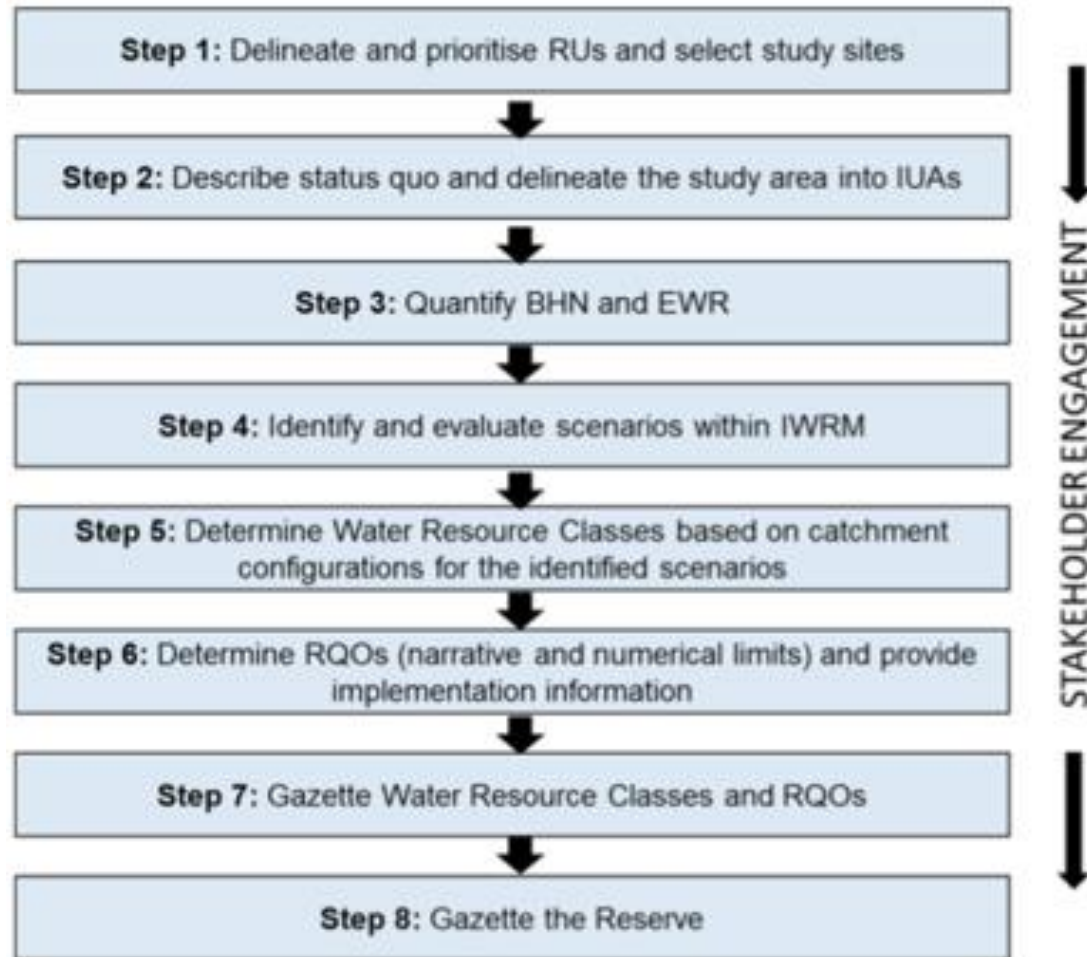 Step 1: Delineate and prioritise RUs and select study sites
Step 2: Describe status quo and delineate the study area into IUAs
Step 3: Quantify BHN and EWR
Step 4: Identify and evaluate scenarios within IWRM
Step 5: Determine Water Resource Classes based on catchment
configurations for the identified scenarios
Step 6: Determine RQOs (narrative and numerical limits) and provide
implementation information
Step 7: Gazette Water Resource Classes and RQOs
Step 8: Gazette the Reserve
STAKEHOLDER ENGAGEMENT